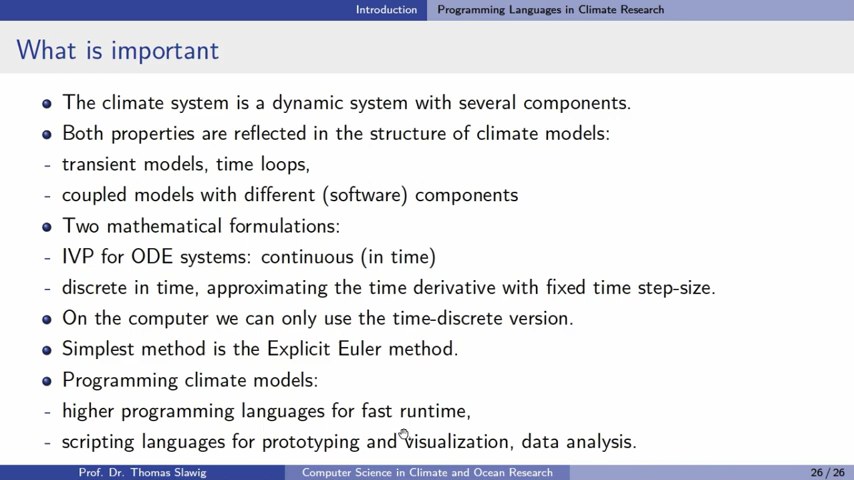 Introduction Programming Languages in Climate Research
What is important
The climate system is a dynamic system with several components.
Both properties are reflected in the structure of climate models:
- transient models, time loops,
- coupled models with different (software) components
Two mathematical formulations:
- IVP for ODE systems: continuous (in time)
- discrete in time, approximating the time derivative with fixed time step-size.
On the computer we can only use the time-discrete version.
Simplest method is the Explicit Euler method.
Programming climate models:
- higher programming languages for fast runtime,
- scripting languages for prototyping and visualization, data analysis.
Prof. Dr. Thomas Slawig Computer Science in Climate and Ocean Research 26 / 26